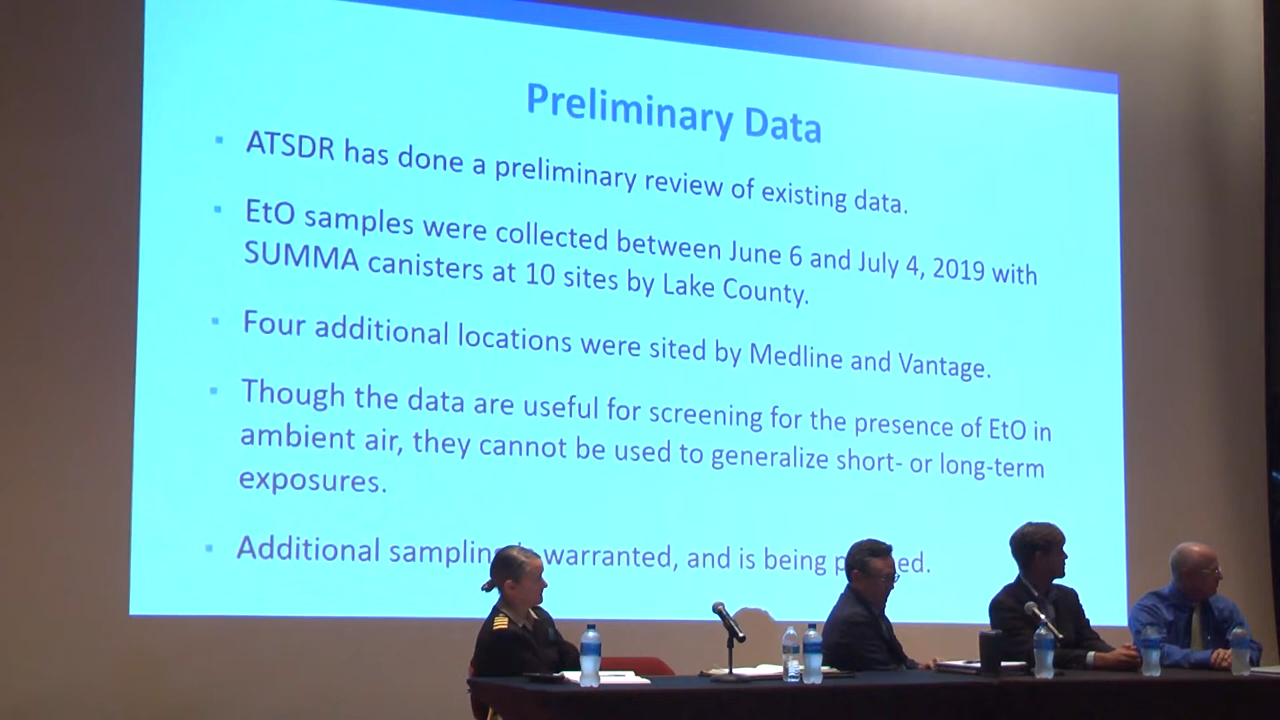 Preliminary Data
▪ ATSDR has done a preliminary review of existing data.
▪ EtO samples were collected between June 6 and July 4, 2019 with
SUMMA canisters at 10 sites by Lake County.
▪ Four additional locations were sited by Medline and Vantage.
▪ Though the data are useful for screening for the presence of EtO in
ambient air, they cannot be used to generalize short- or long-term
exposures.
▪ Additional sampling warranted, and is being